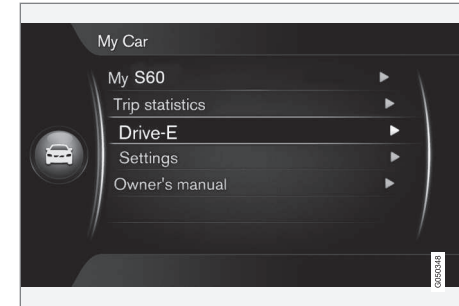 My Car
My S60
Trip statistics
Drive-E
Settings
Owner's manual
G050348